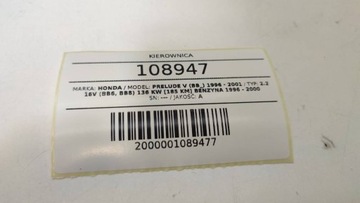 KIEROWNICA
108947
MARKA: HONDA / MODEL: PRELUDE V (BB_) 1996 - 2001 / TYP: 2.2
16V (BB6, BB8) 136 KW [185 KM] BENZYNA 1996 - 2000
SN: --- / JAKOŚĆ: A
2000001089477